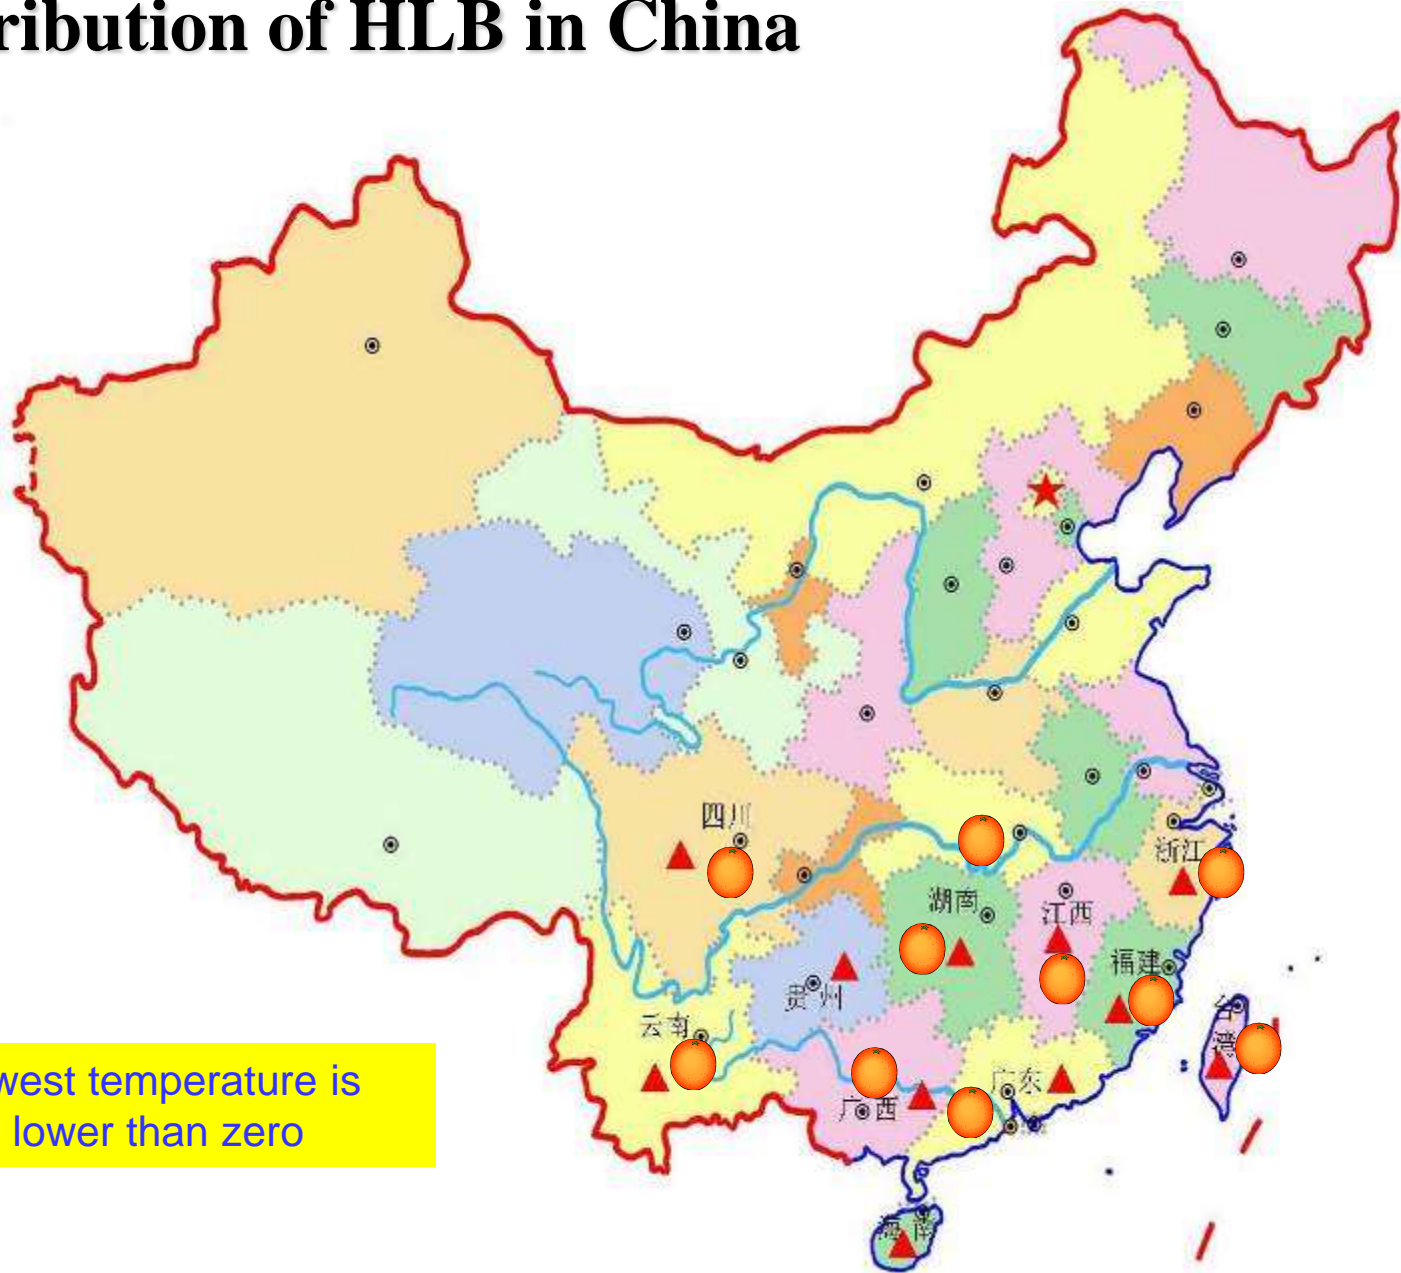 ribution of HLB in China
四川
浙江
湖南
江西
福建
贵州
台
湾
云南
广东
广西
海南
west temperature is
lower than zero